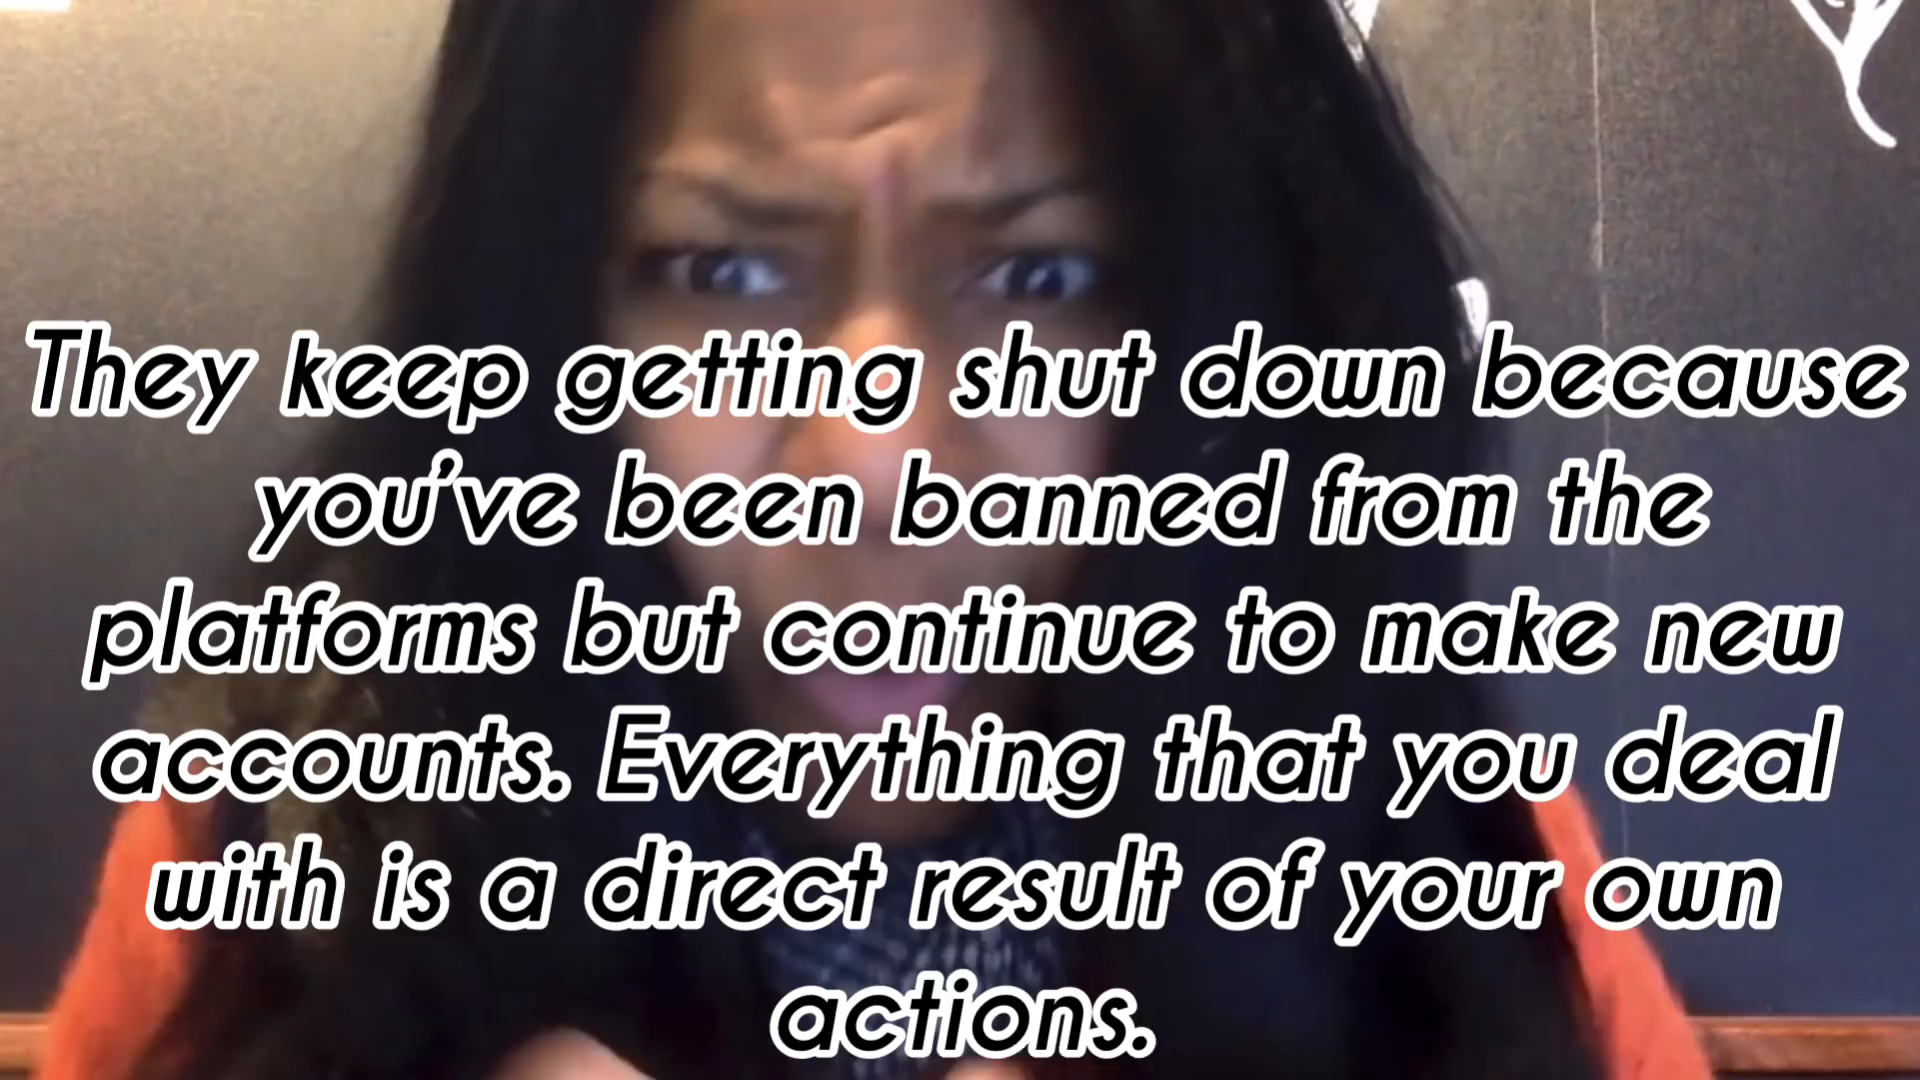 They keep getting shut down because
you've been banned from the
platforms but continue to make new
accounts. Everything that you deal
with is a direct result of your own
actions.